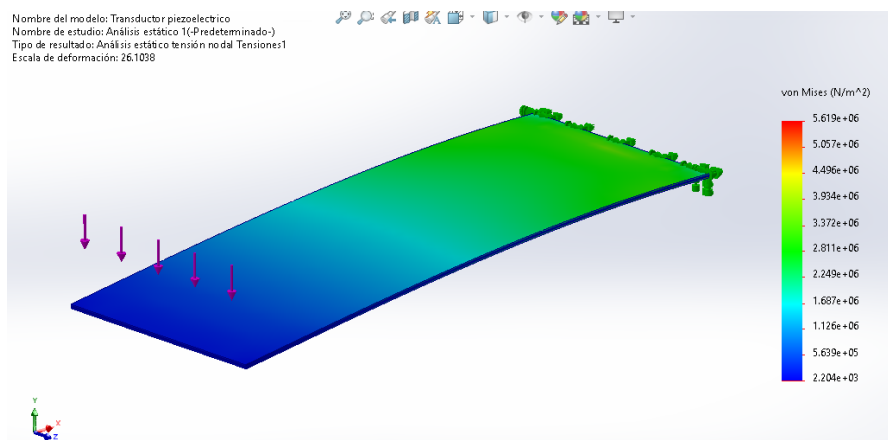 Nombre del modelo: Transductor piezoelectrico
Nombre de estudio: Análisis estático 1(-Predeterminado-)
Tipo de resultado: Análisis estático tensión nodal Tensiones1
Escala de deformación: 26.1038
von Mises (N/m^2)
5.619e+06
5.057e+06
4.496e+06
3.934e+06
3.372e+06
2.811e+06
2.249e+06
1.687e+06
1.126e+06
5.639e+05
2.204e+03
Y
X
Z